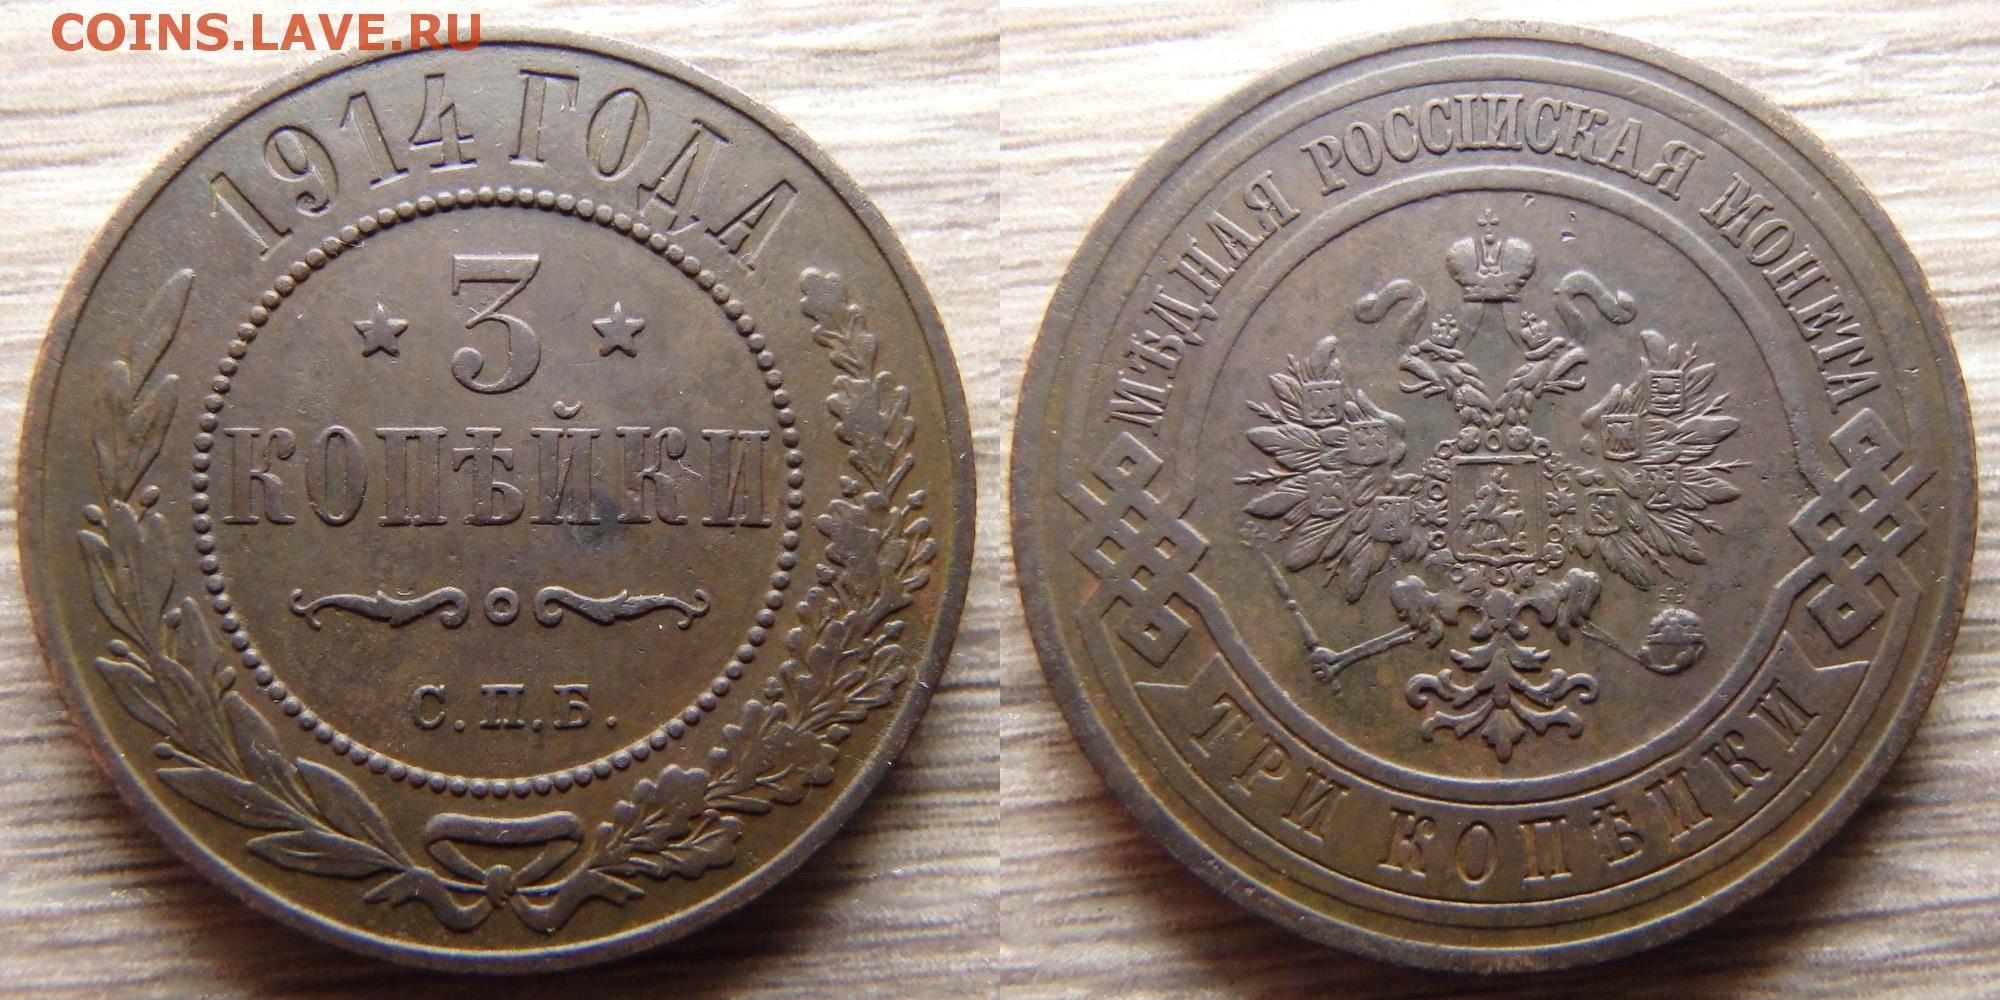 COINS.LAVE.RU
1914 ГОДА
3
КОПѢЙКИ
С.П.Б.
МѢДНАЯ РОССІЙСКАЯ МОНЕТА
ТРИ КОПѢЙКИ